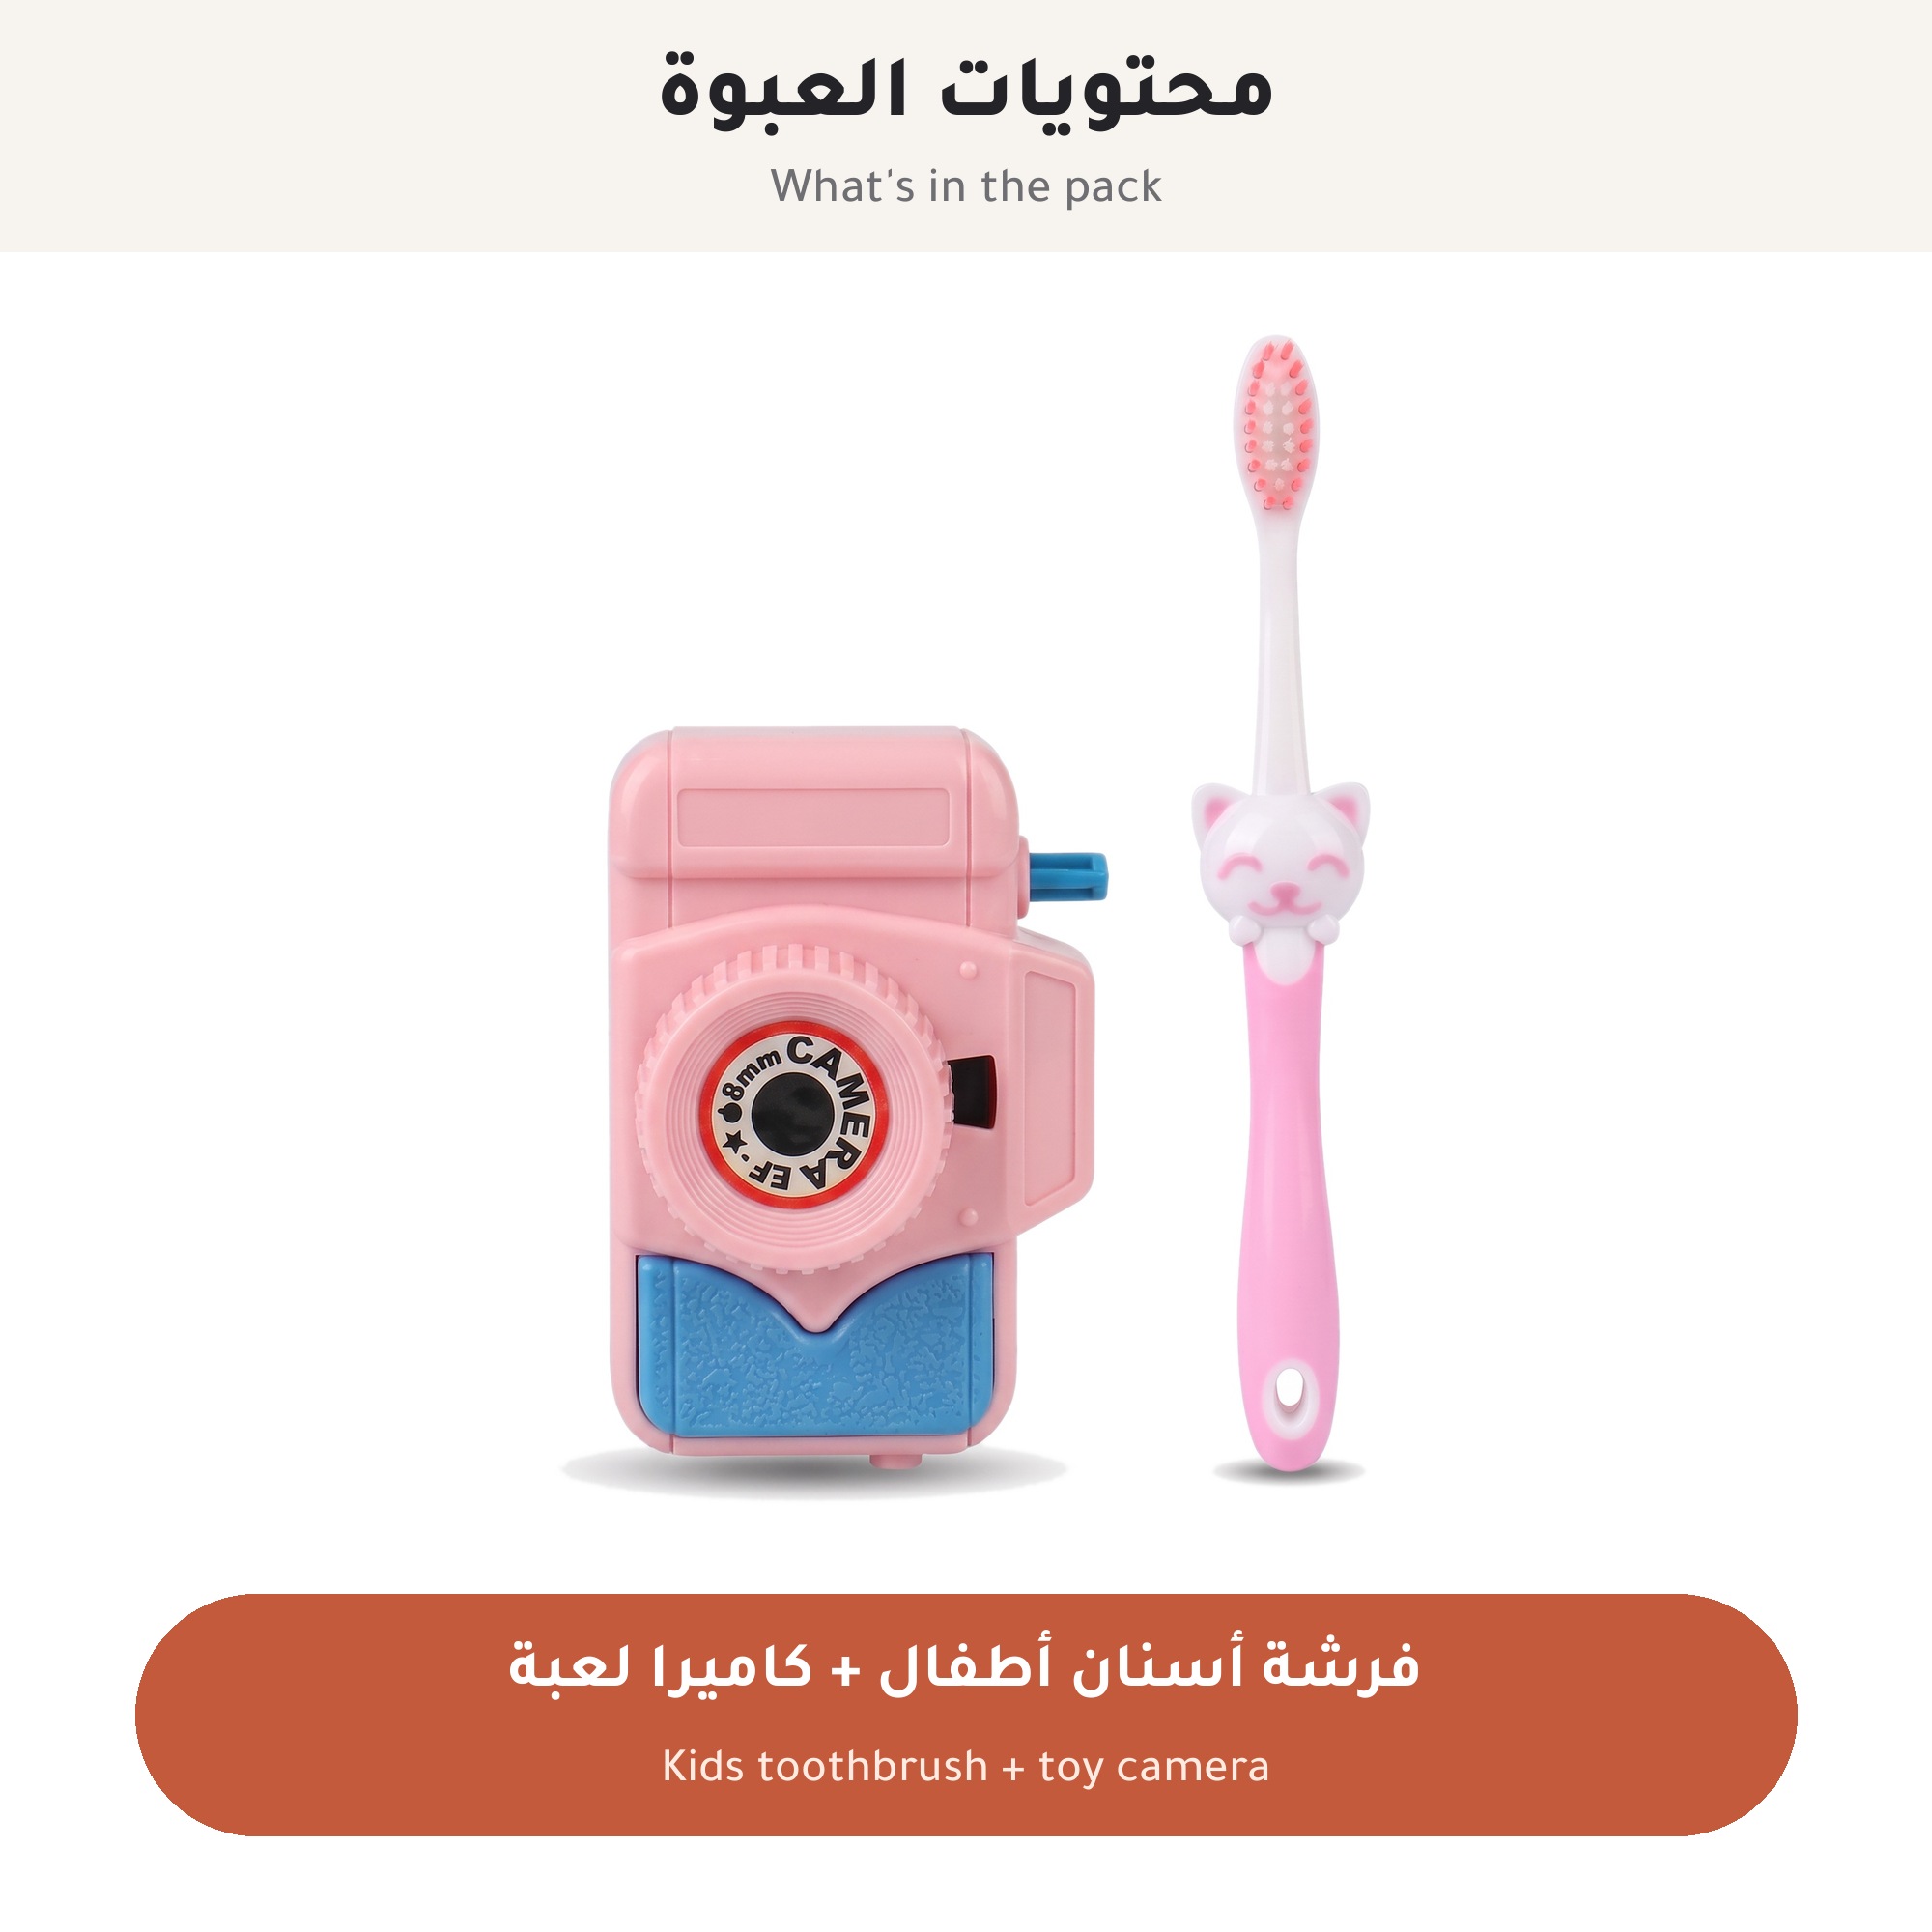 محتويات العبوة
What's in the pack
8mm CAMERA EF
فرشة أسنان أطفال + كاميرا لعبة
Kids toothbrush + toy camera